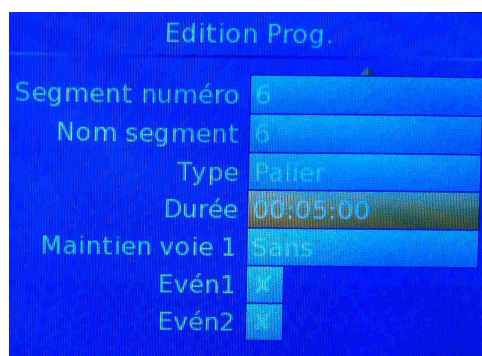 Edition Prog.
Segment numéro 6
Nom segment 6
Type Palier
Durée 00:05:00
Maintien voie 1 Sans
Evén1 X
Evén2 X